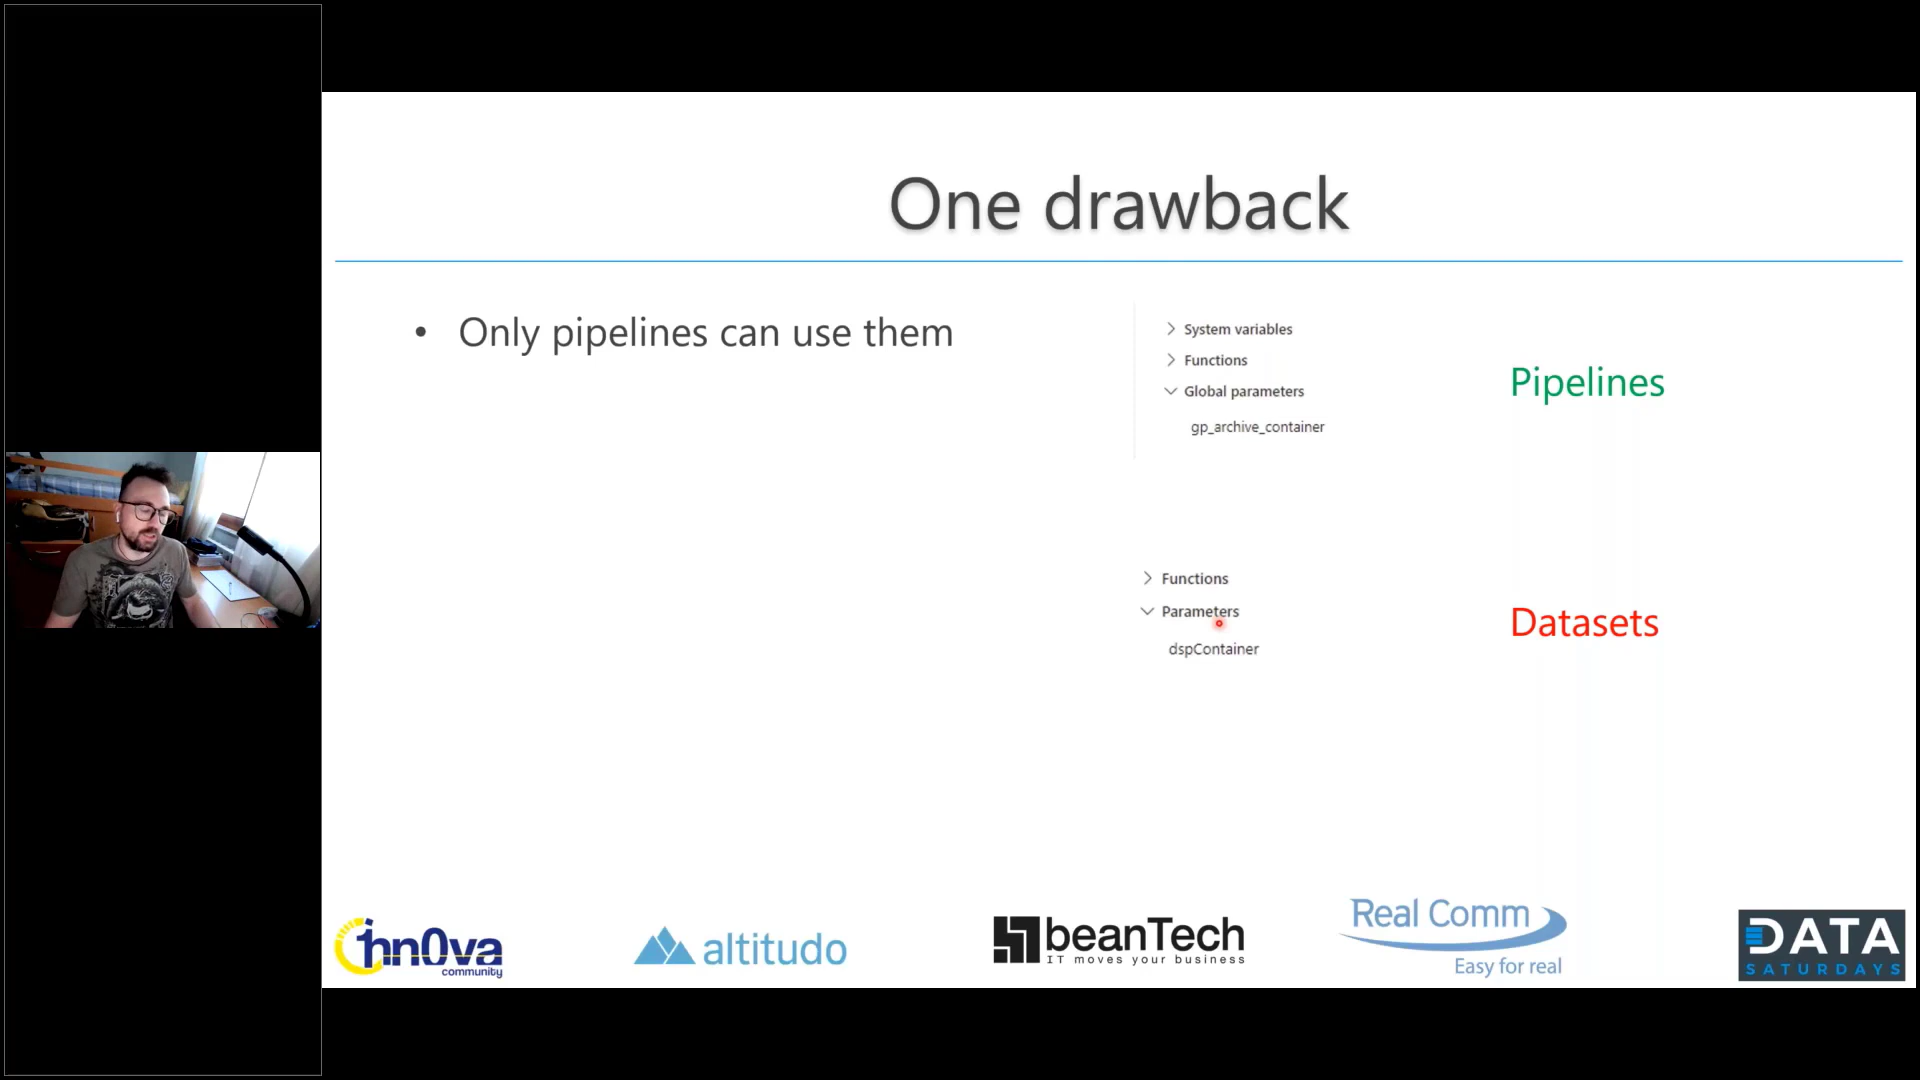 One drawback
• Only pipelines can use them
System variables
Functions
Global parameters
gp_archive_container
Pipelines
Functions
Parameters
dspContainer
Datasets
1nn0va
community
altitudo
beanTech
IT moves your business
Real Comm
Easy for real
DATA
SATURDAYS